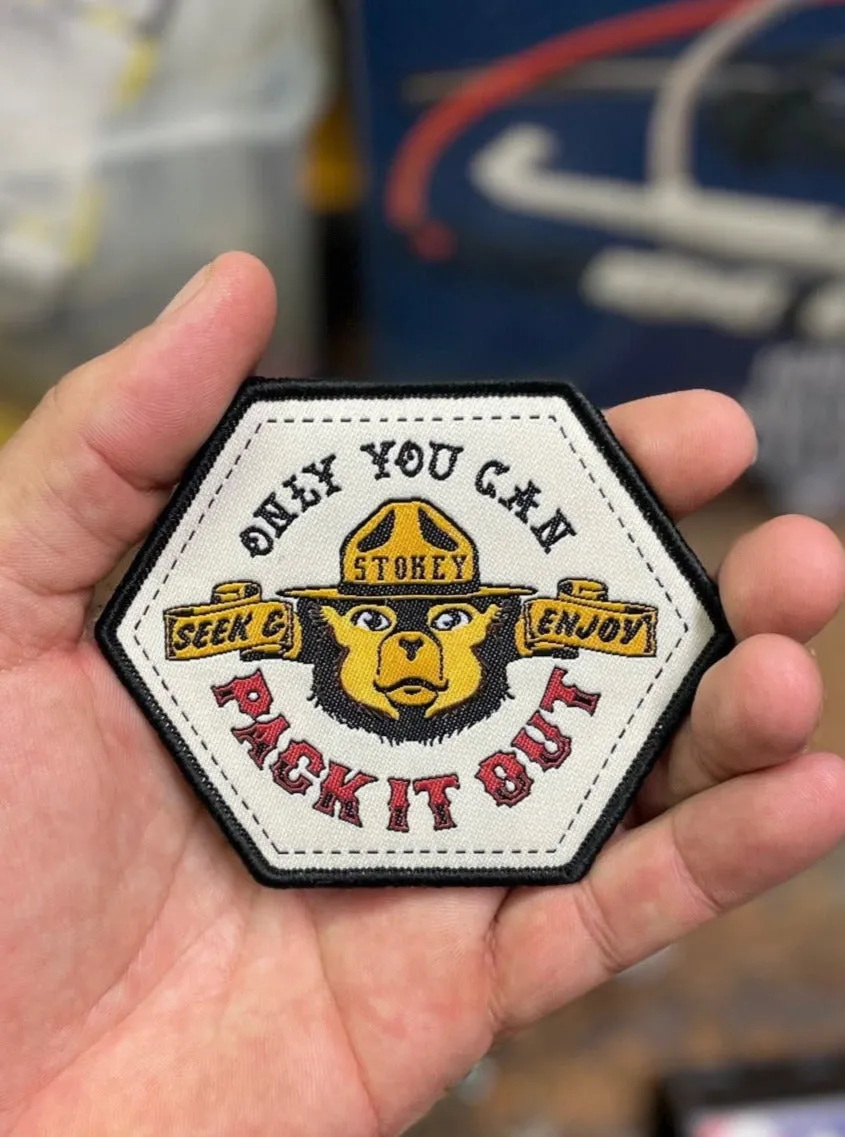 ONLY YOU CAN
STOKEY
SEEK &
ENJOY
PACK IT OUT